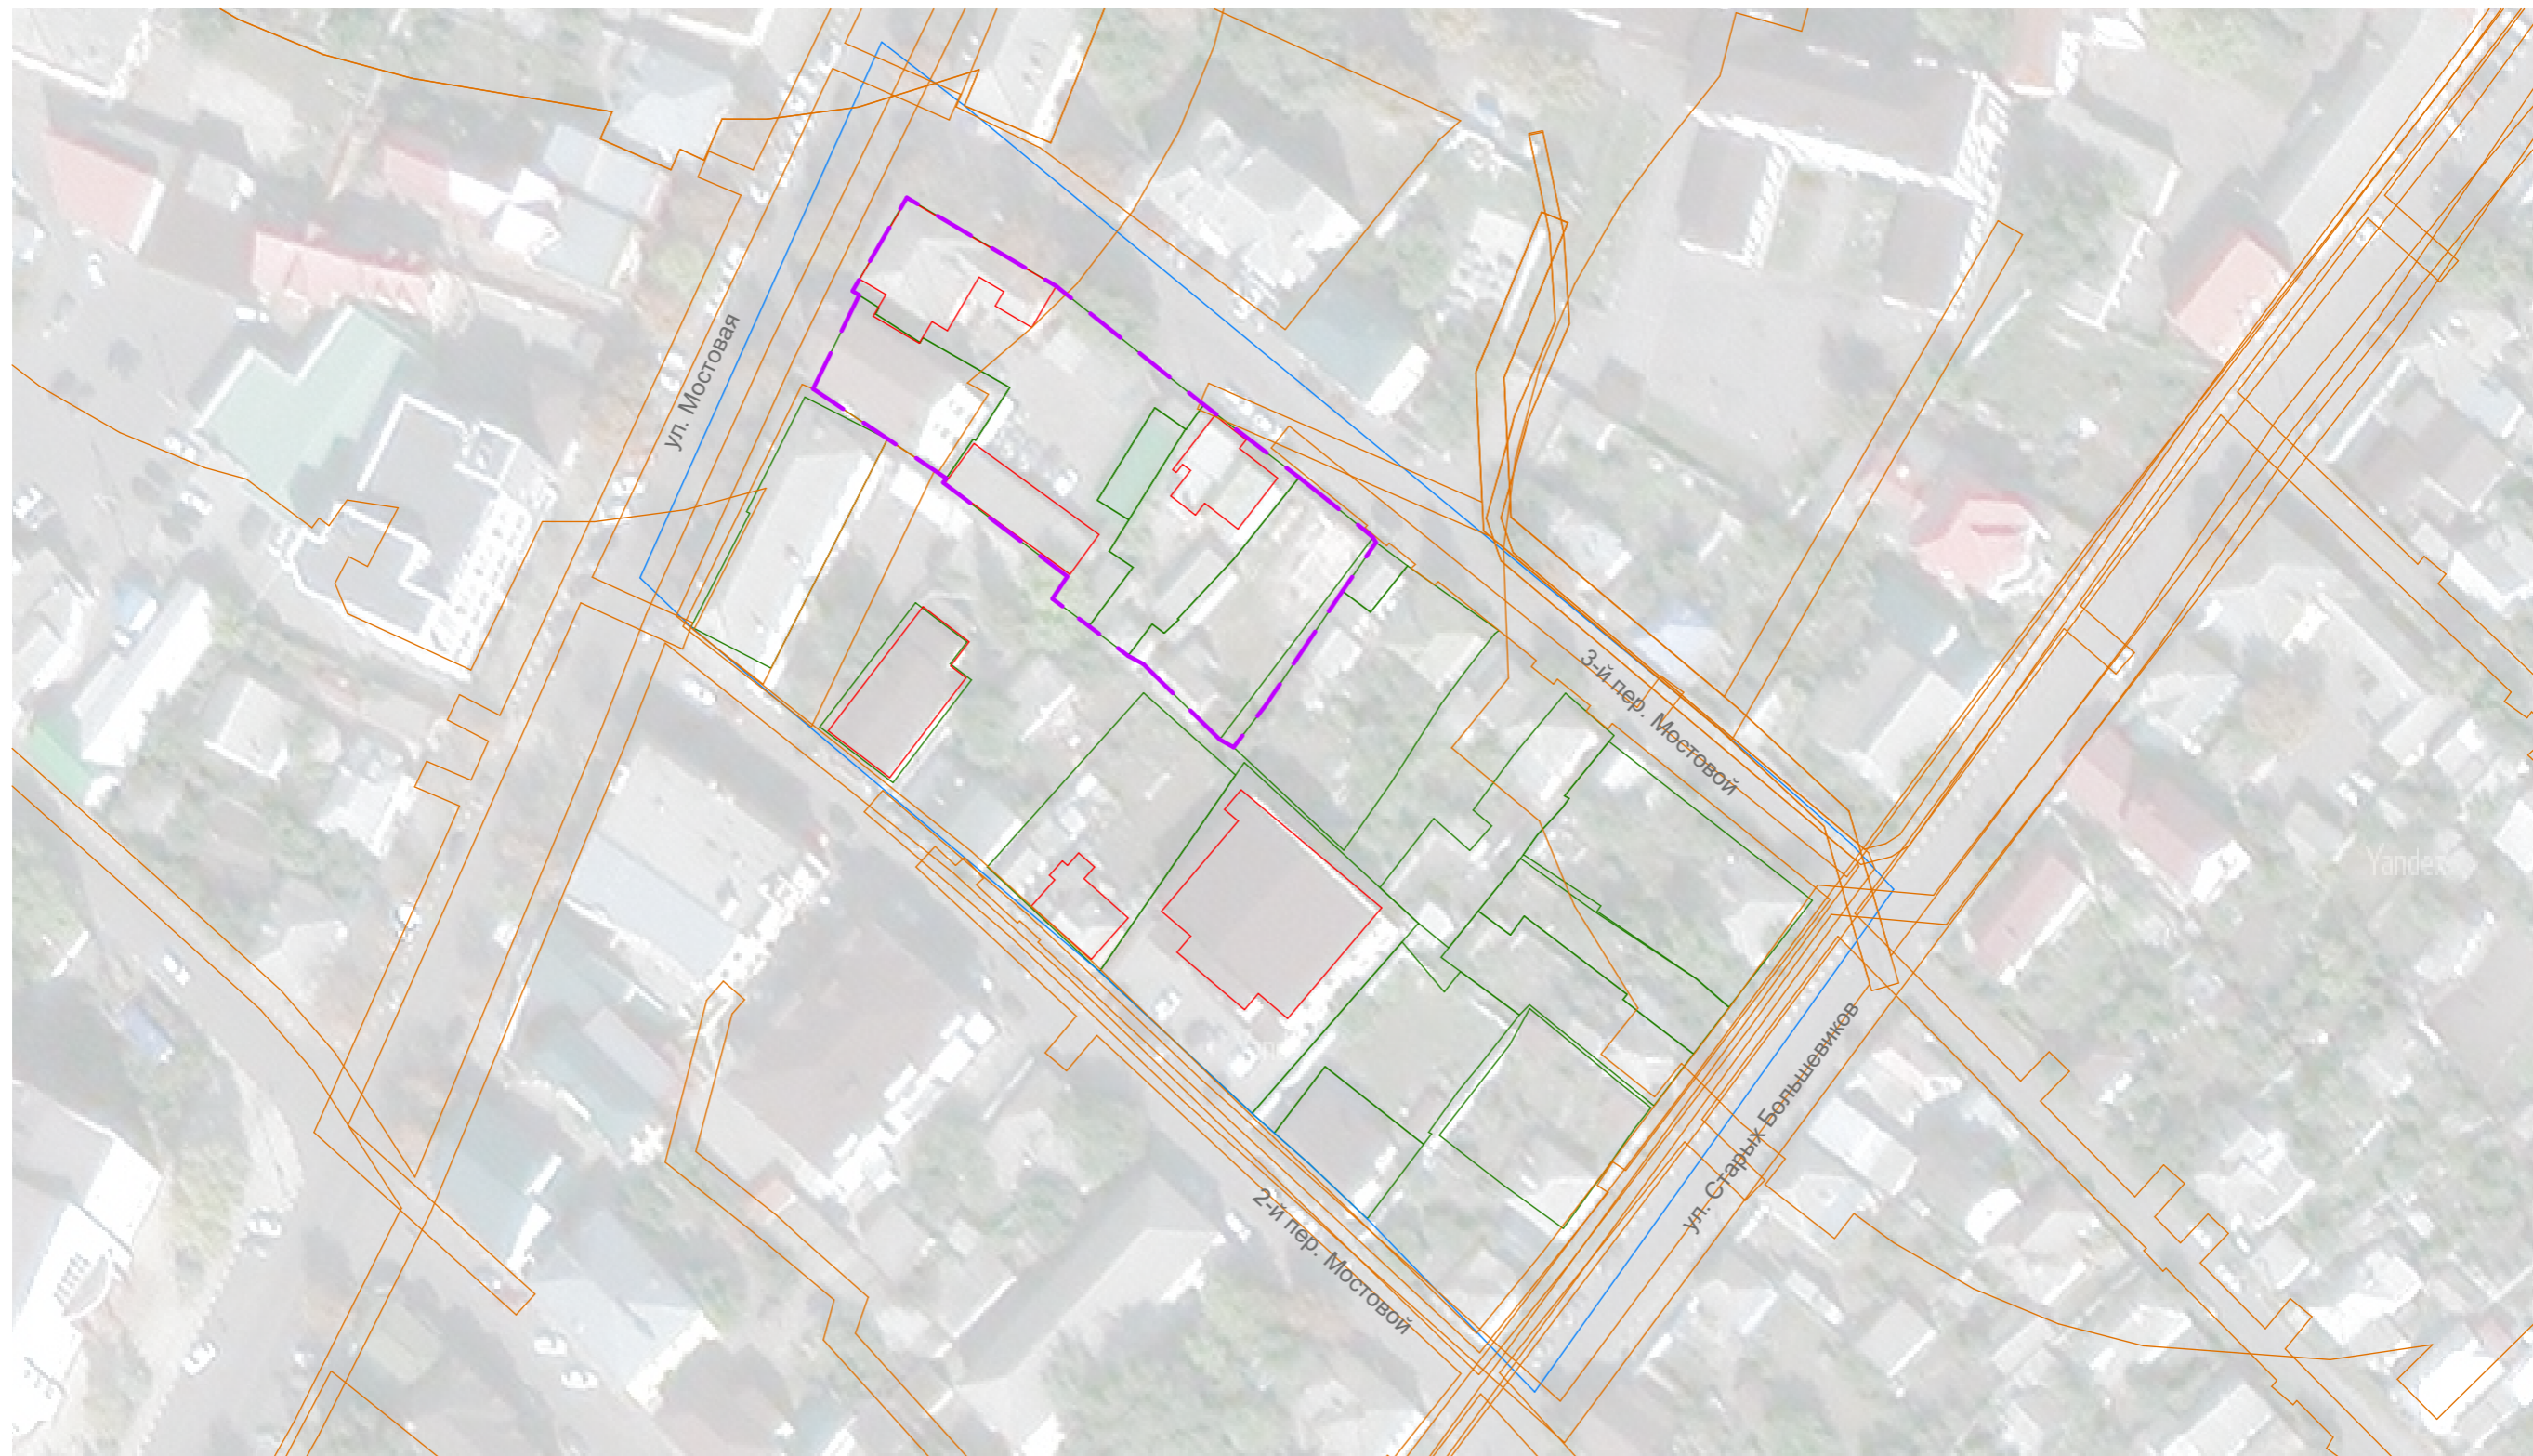 ул. Мостовая
3-й пер. Мостовой
Yandex
ул. Старых Большевиков
2-й пер. Мостовой